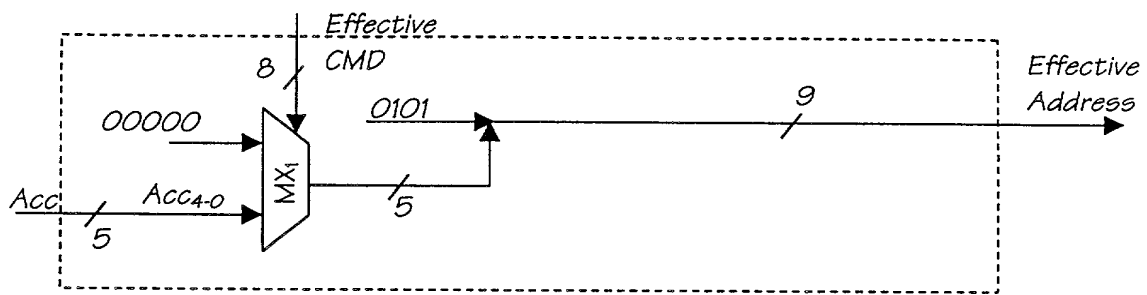 Effective
CMD
8
Effective
Address
9
00000
0101
MX₁
Acc
Acc₄₋₀
5
5